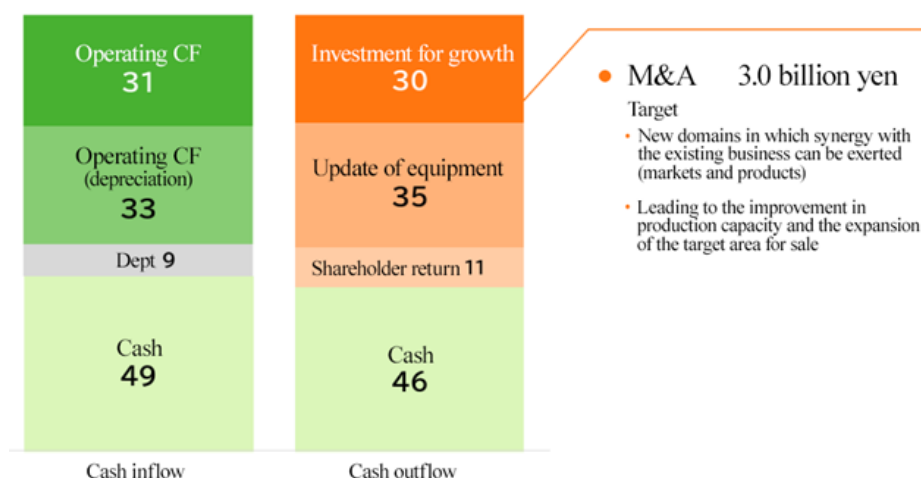 Operating CF
31
Operating CF
(depreciation)
33
Dept 9
Cash
49
Cash inflow
Investment for growth
30
Update of equipment
35
Shareholder return 11
Cash
46
Cash outflow
● M&A 3.0 billion yen
Target
• New domains in which synergy with
the existing business can be exerted
(markets and products)
• Leading to the improvement in
production capacity and the expansion
of the target area for sale